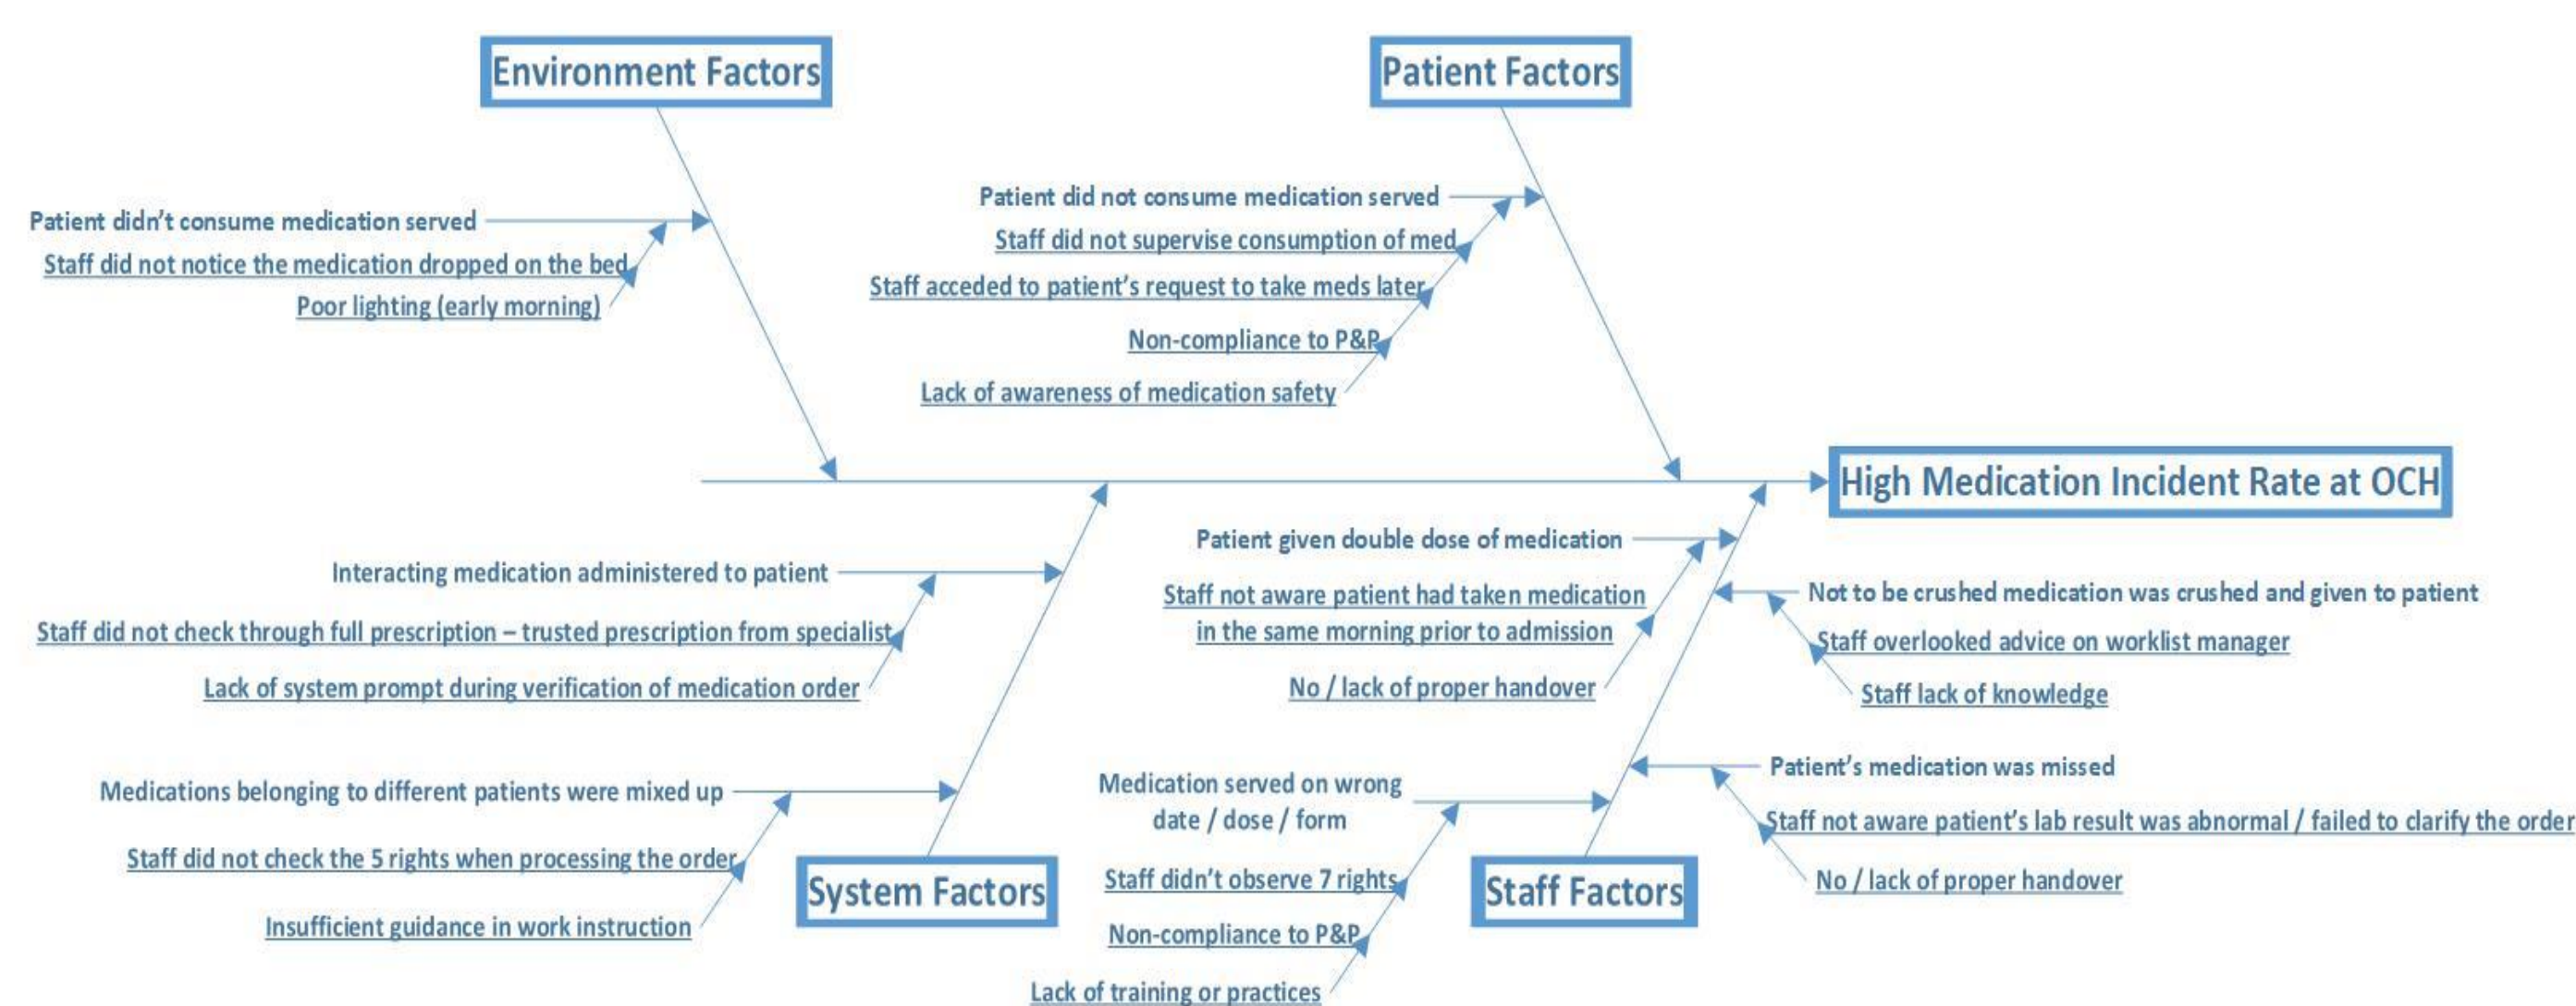 Environment Factors
Patient didn't consume medication served
Staff did not notice the medication dropped on the bed
Poor lighting (early morning)
Patient Factors
Patient did not consume medication served
Staff did not supervise consumption of med
Staff acceded to patient's request to take meds later
Non-compliance to P&P
Lack of awareness of medication safety
High Medication Incident Rate at OCH
Interacting medication administered to patient
Staff did not check through full prescription – trusted prescription from specialist
Lack of system prompt during verification of medication order
Medications belonging to different patients were mixed up
Staff did not check the 5 rights when processing the order
Insufficient guidance in work instruction
System Factors
Patient given double dose of medication
Staff not aware patient had taken medication
in the same morning prior to admission
No / lack of proper handover
Medication served on wrong
date / dose / form
Staff didn't observe 7 rights
Non-compliance to P&P
Lack of training or practices
Staff Factors
Not to be crushed medication was crushed and given to patient
Staff overlooked advice on worklist manager
Staff lack of knowledge
Patient's medication was missed
Staff not aware patient's lab result was abnormal / failed to clarify the order
No / lack of proper handover